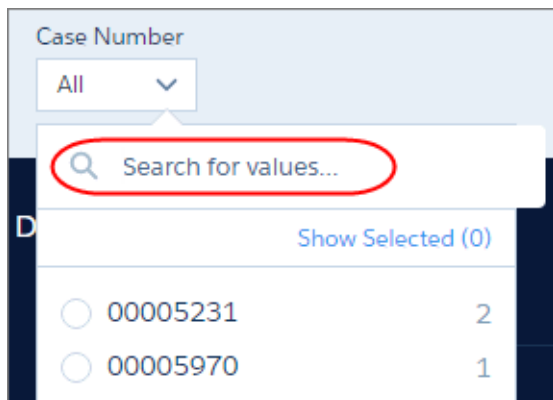 Case Number
All
Search for values...
D
Show Selected (0)
00005231 2
00005970 1